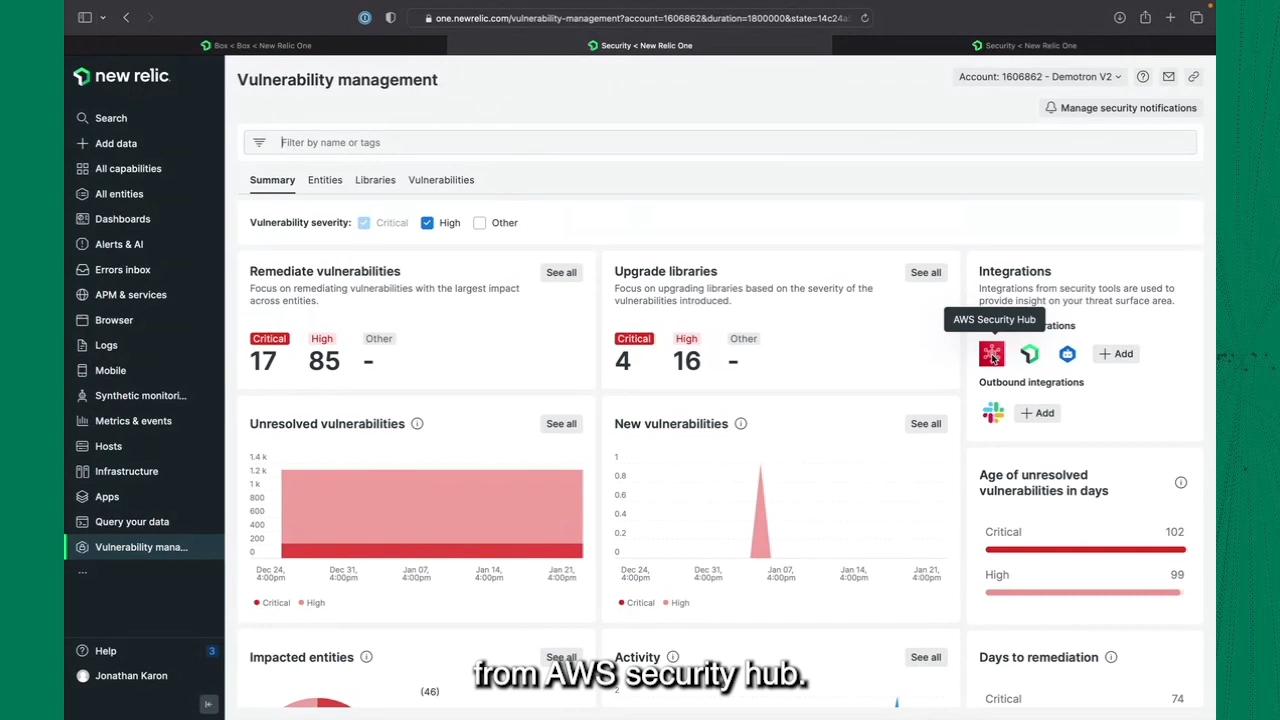 one.newrelic.com/vulnerability-management?account=1606862&duration=1800000&state=14c24a
Box < Box < New Relic One
Security < New Relic One
Security < New Relic One
new relic
Search
Add data
All capabilities
All entities
Dashboards
Alerts & AI
Errors inbox
APM & services
Browser
Logs
Mobile
Synthetic monitori...
Metrics & events
Hosts
Infrastructure
Apps
Query your data
Vulnerability mana...
...
Help 3
Jonathan Karon
Vulnerability management
Account: 1606862 - Demotron V2
Manage security notifications
Filter by name or tags
Summary Entities Libraries Vulnerabilities
Vulnerability severity: Critical High Other
Remediate vulnerabilities
See all
Focus on remediating vulnerabilities with the largest impact
across entities.
Critical High Other
17 85 -
Upgrade libraries
See all
Focus on upgrading libraries based on the severity of the
vulnerabilities introduced.
Critical High Other
4 16 -
Integrations
Integrations from security tools are used to
provide insight on your threat surface area.
AWS Security Hub
Add
Outbound integrations
Add
Unresolved vulnerabilities
See all
1.4 k
1.2 k
1 k
800
600
400
200
0
Dec 24, Dec 31, Jan 07, Jan 14, Jan 21,
4:00pm 4:00pm 4:00pm 4:00pm 4:00pm
Critical High
New vulnerabilities
See all
1
0.8
0.6
0.4
0.2
0
Dec 24, Dec 31, Jan 07, Jan 14, Jan 21,
4:00pm 4:00pm 4:00pm 4:00pm 4:00pm
Critical High
Age of unresolved
vulnerabilities in days
Critical 102
High 99
Impacted entities
See all
(46)
Activity
See all
2
Days to remediation
Critical 74
from AWS security hub.